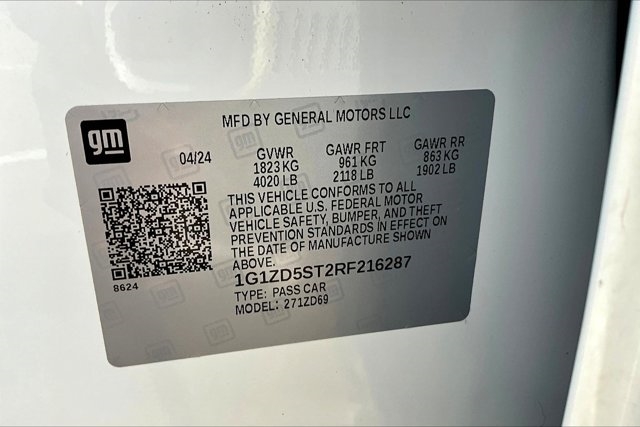 MFD BY GENERAL MOTORS LLC
gm
04/24 GVWR GAWR FRT GAWR RR
1823 KG 961 KG 863 KG
4020 LB 2118 LB 1902 LB
THIS VEHICLE CONFORMS TO ALL
APPLICABLE U.S. FEDERAL MOTOR
VEHICLE SAFETY, BUMPER, AND THEFT
PREVENTION STANDARDS IN EFFECT ON
THE DATE OF MANUFACTURE SHOWN
ABOVE.
8624
1G1ZD5ST2RF216287
TYPE: PASS CAR
MODEL: 271ZD69